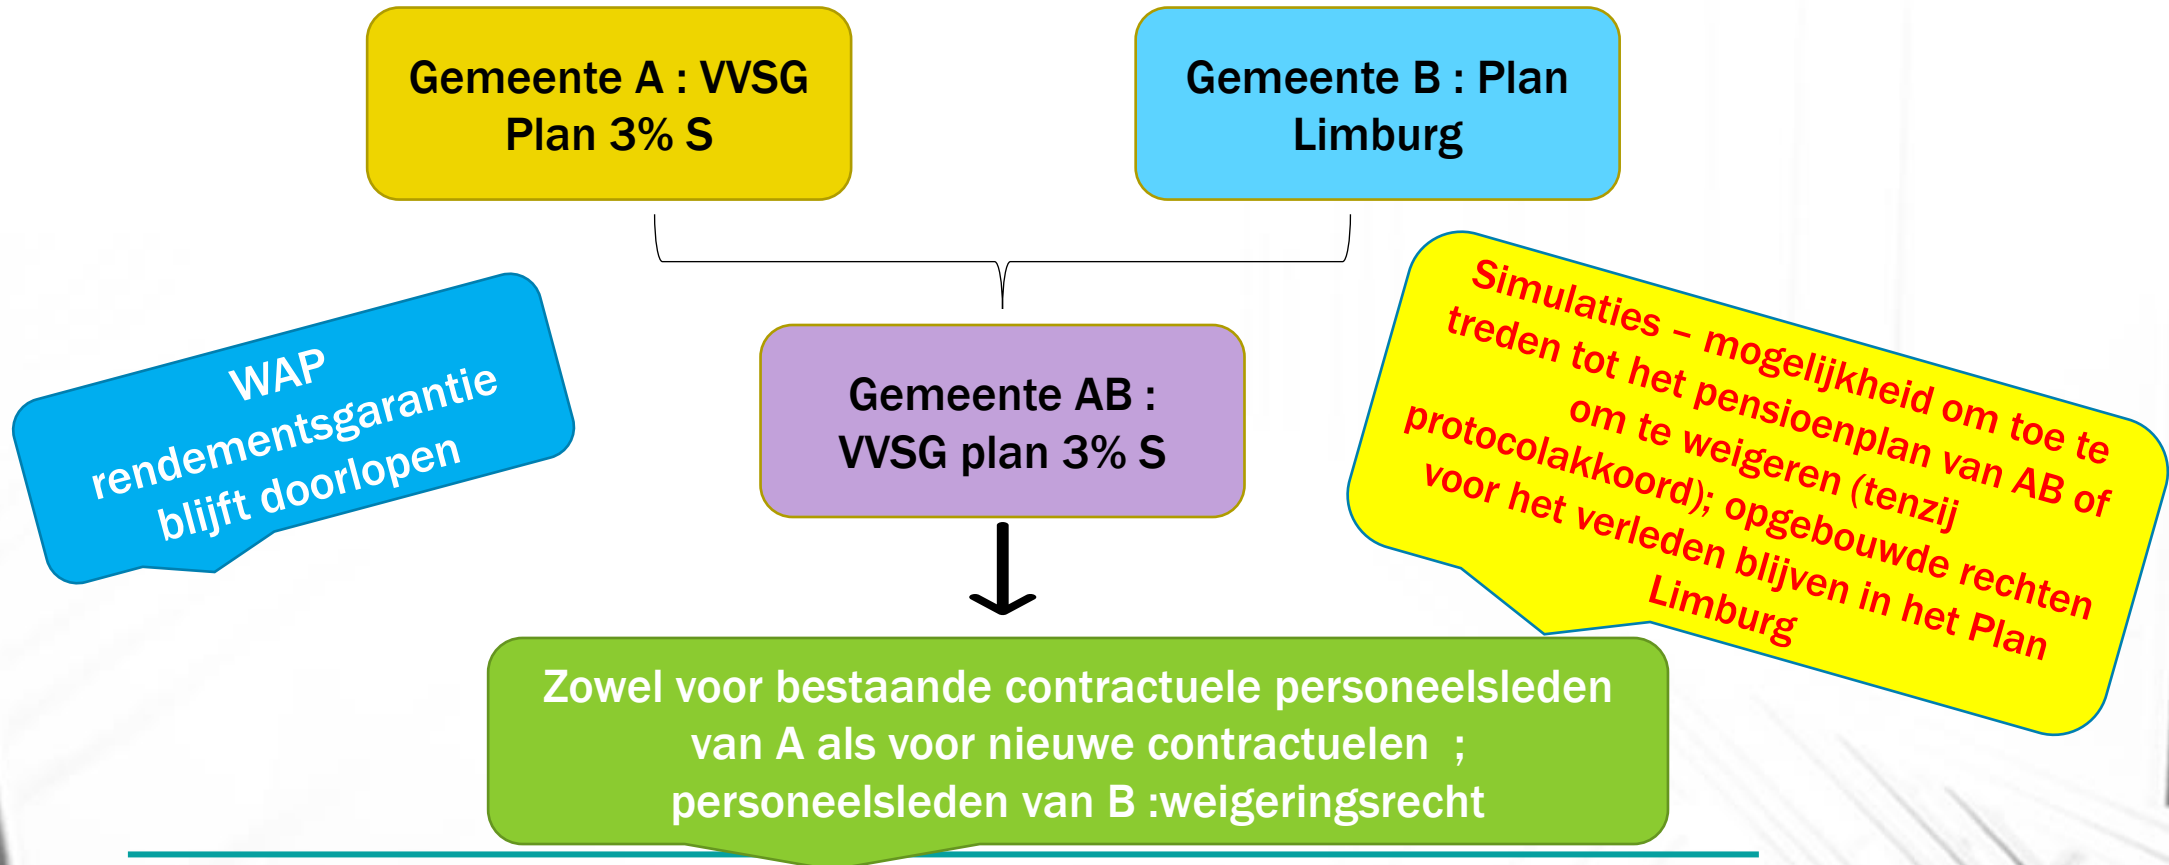 Gemeente A : VVSG
Plan 3% S
Gemeente B : Plan
Limburg
WAP
rendementsgarantie
blijft doorlopen
Gemeente AB :
VVSG plan 3% S
Simulaties – mogelijkheid om toe te
treden tot het pensioenplan van AB of
om te weigeren (tenzij
protocolakkoord); opgebouwde rechten
voor het verleden blijven in het Plan
Limburg
Zowel voor bestaande contractuele personeelsleden
van A als voor nieuwe contractuelen ;
personeelsleden van B :weigeringsrecht